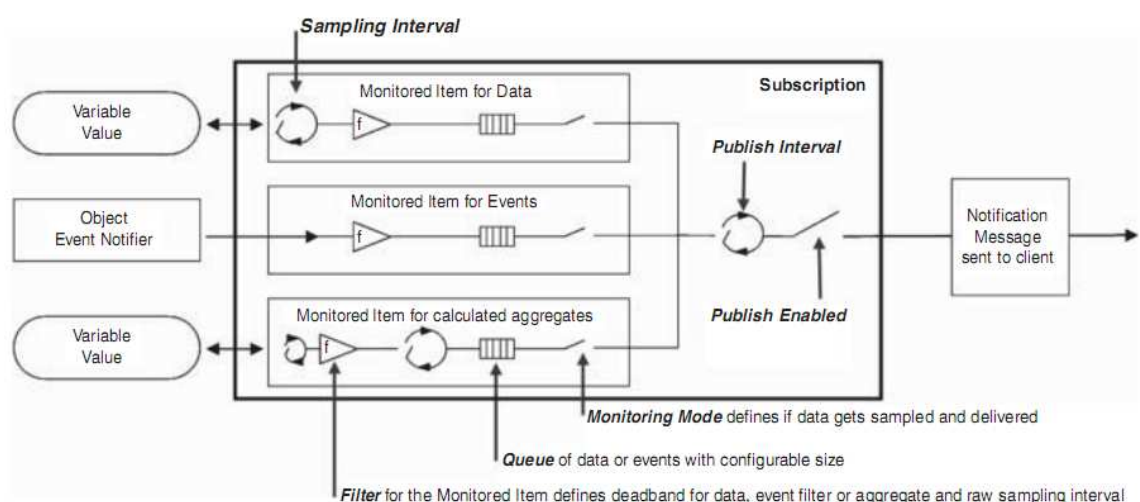 Sampling Interval
Monitored Item for Data
Subscription
Variable
Value
f
Publish Interval
Monitored Item for Events
Object
Event Notifier
f
Notification
Message
sent to client
Monitored Item for calculated aggregates
Publish Enabled
Variable
Value
f
Monitoring Mode defines if data gets sampled and delivered
Queue of data or events with configurable size
Filter for the Monitored Item defines deadband for data, event filter or aggregate and raw sampling interval